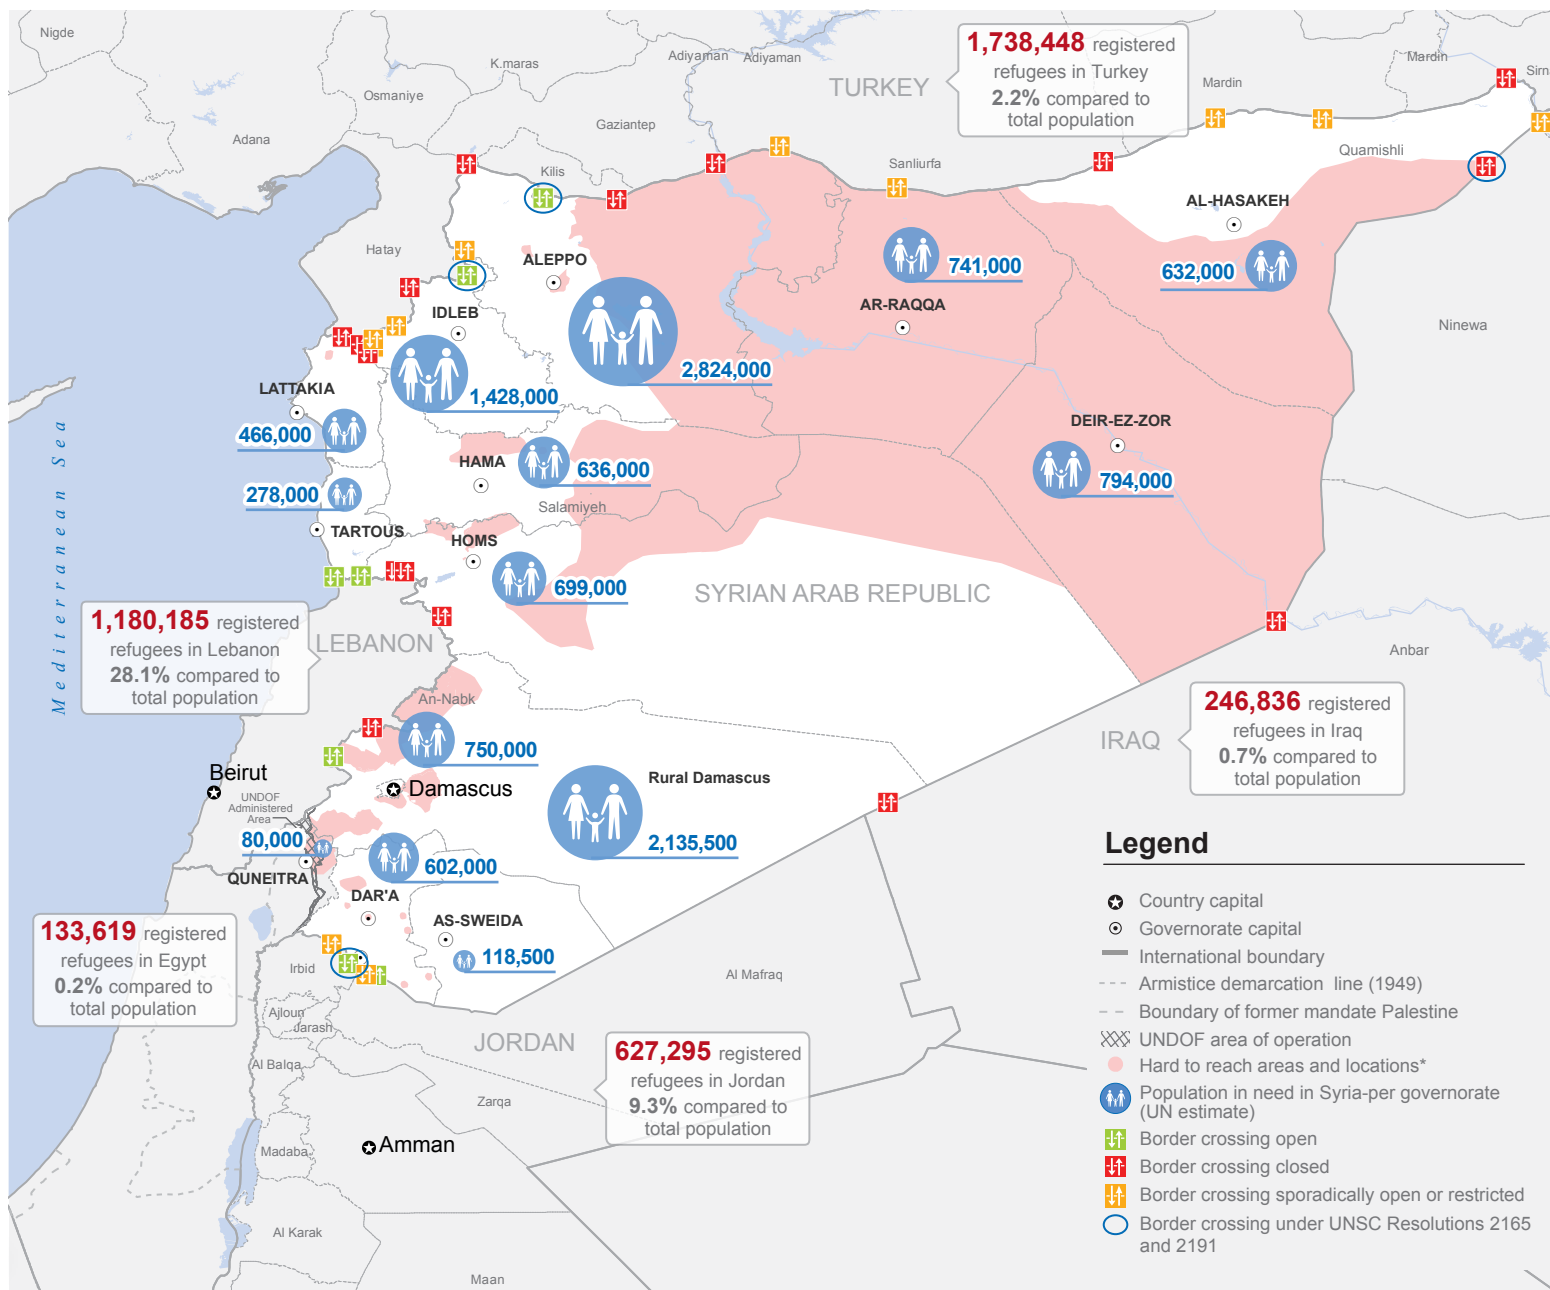 Nigde
K.maras
Adiyaman
Adiyaman
TURKEY
1,738,448 registered
refugees in Turkey
2.2% compared to
total population
Mardin
Mardin
Osmaniye
Gaziantep
Adana
Kilis
Sanliurfa
Quamishli
Hatay
ALEPPO
AL-HASAKEH
741,000
632,000
IDLEB
AR-RAQQA
Ninewa
2,824,000
LATTAKIA
1,428,000
466,000
DEIR-EZ-ZOR
HAMA
636,000
794,000
278,000
Salamiyeh
TARTOUS
HOMS
699,000
SYRIAN ARAB REPUBLIC
Mediterranean Sea
1,180,185 registered
refugees in Lebanon
28.1% compared to
total population
LEBANON
Anbar
An-Nabk
246,836 registered
refugees in Iraq
0.7% compared to
total population
IRAQ
750,000
Beirut
Damascus
Rural Damascus
UNDOF
Administered
Area
80,000
2,135,500
602,000
QUNEITRA
DAR'A
AS-SWEIDA
118,500
133,619 registered
refugees in Egypt
0.2% compared to
total population
Irbid
Al Mafraq
Ajloun
Jarash
JORDAN
Al Balqa
627,295 registered
refugees in Jordan
9.3% compared to
total population
Zarqa
Amman
Madaba
Al Karak
Maan
Legend
Country capital
Governorate capital
International boundary
Armistice demarcation line (1949)
Boundary of former mandate Palestine
UNDOF area of operation
Hard to reach areas and locations*
Population in need in Syria-per governorate
(UN estimate)
Border crossing open
Border crossing closed
Border crossing sporadically open or restricted
Border crossing under UNSC Resolutions 2165
and 2191